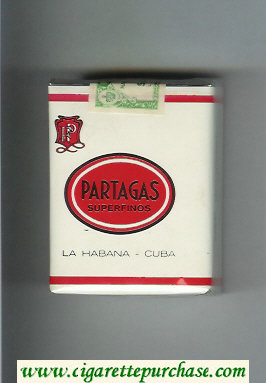 P
PARTAGAS
SUPERFINOS
LA HABANA - CUBA
www.cigarettepurchase.com